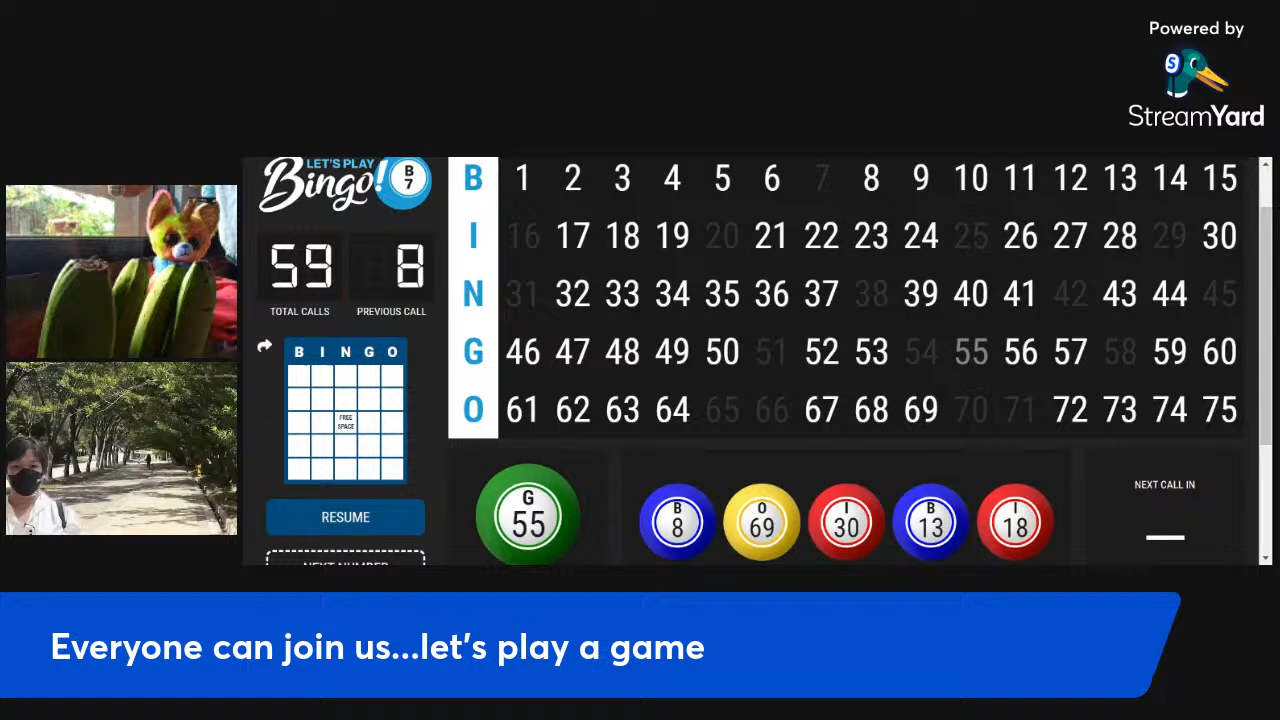 Powered by
StreamYard
LET'S PLAY
Bingo!
B
7
59
8
TOTAL CALLS
PREVIOUS CALL
B I N G O
FREE
SPACE
RESUME
NEXT NUMBER
B 1 2 3 4 5 6 7 8 9 10 11 12 13 14 15
I 16 17 18 19 20 21 22 23 24 25 26 27 28 29 30
N 31 32 33 34 35 36 37 38 39 40 41 42 43 44 45
G 46 47 48 49 50 51 52 53 54 55 56 57 58 59 60
O 61 62 63 64 65 66 67 68 69 70 71 72 73 74 75
G
55
B
8
O
69
I
30
B
13
I
18
NEXT CALL IN
Everyone can join us...let's play a game